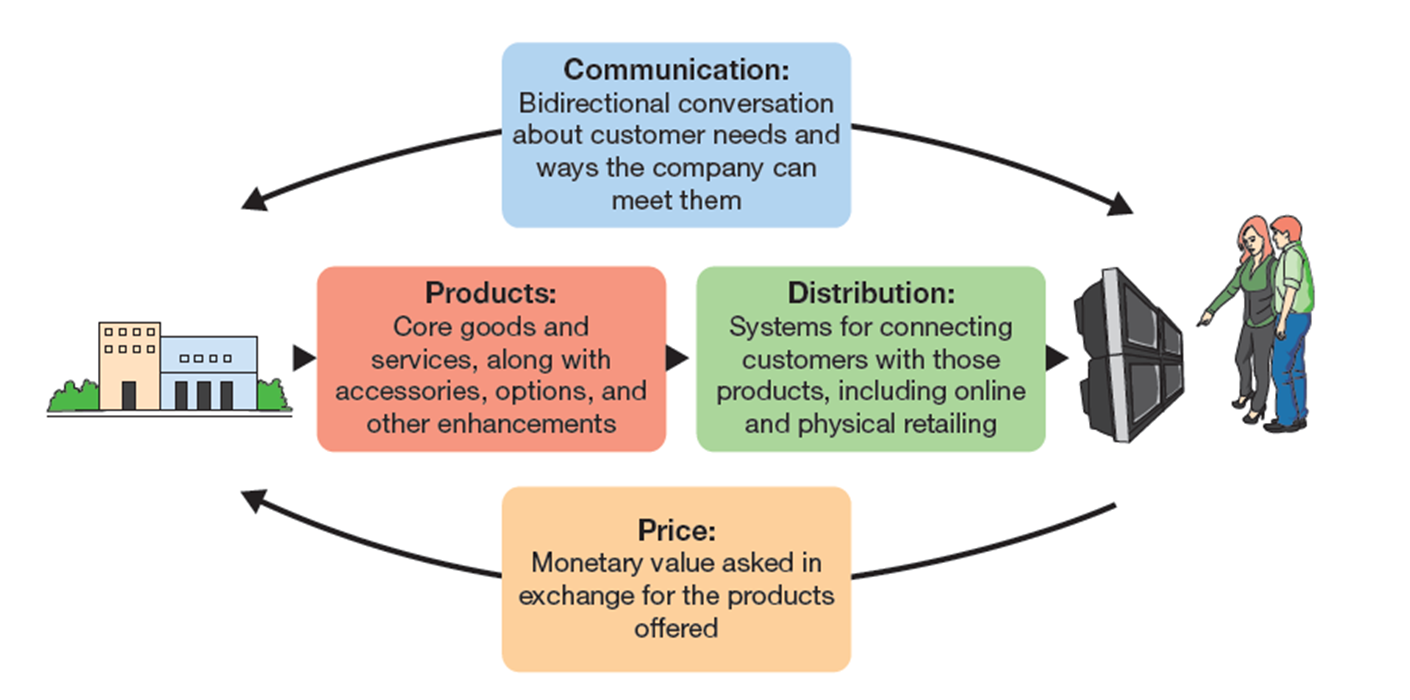 Communication:
Bidirectional conversation
about customer needs and
ways the company can
meet them
Products:
Core goods and
services, along with
accessories, options, and
other enhancements
Distribution:
Systems for connecting
customers with those
products, including online
and physical retailing
Price:
Monetary value asked in
exchange for the products
offered